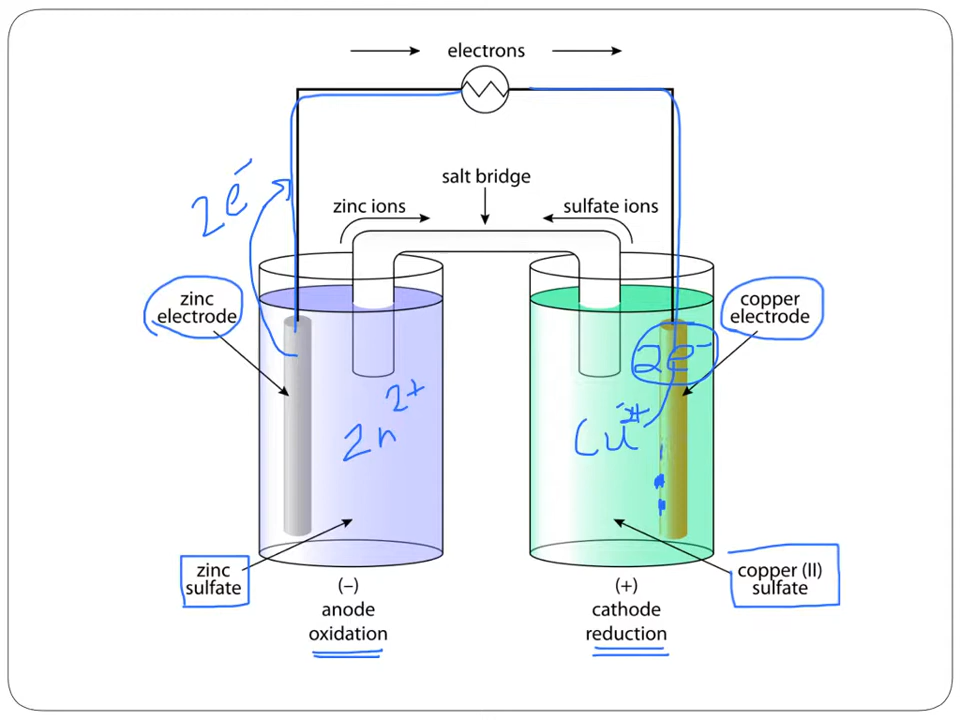 electrons
salt bridge
zinc ions
sulfate ions
2e⁻
zinc
electrode
copper
electrode
2e⁻
Zn²⁺
Cu²⁺
zinc
sulfate
copper (II)
sulfate
(−)
anode
oxidation
(+)
cathode
reduction